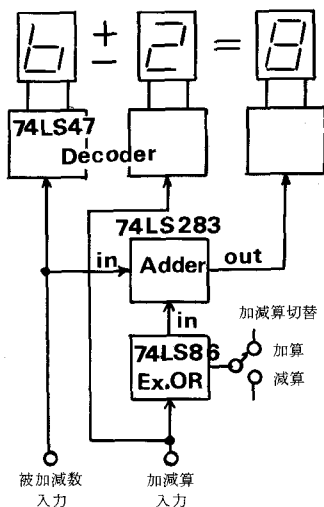 6 ± 2 = 8
74LS47
Decoder
74LS283
in Adder out
in
加減算切替
74LS86
Ex.OR
加算
減算
被加減数
入力
加減算
入力